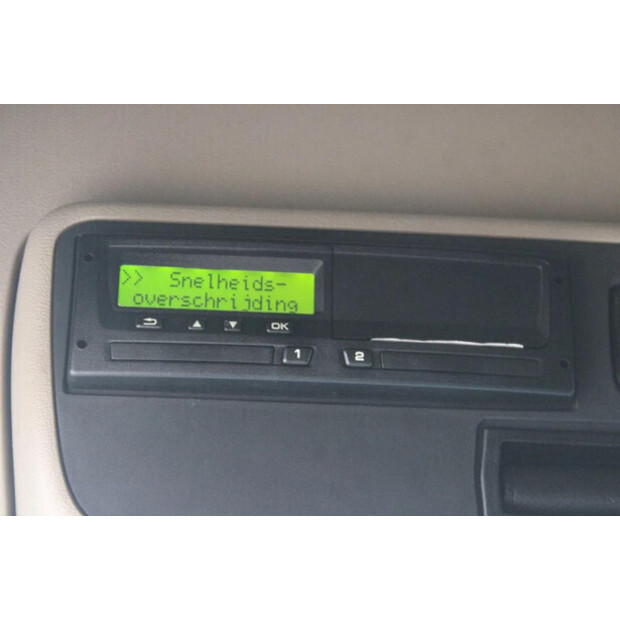 >> Snelheids-
overschrijding
OK
1 2